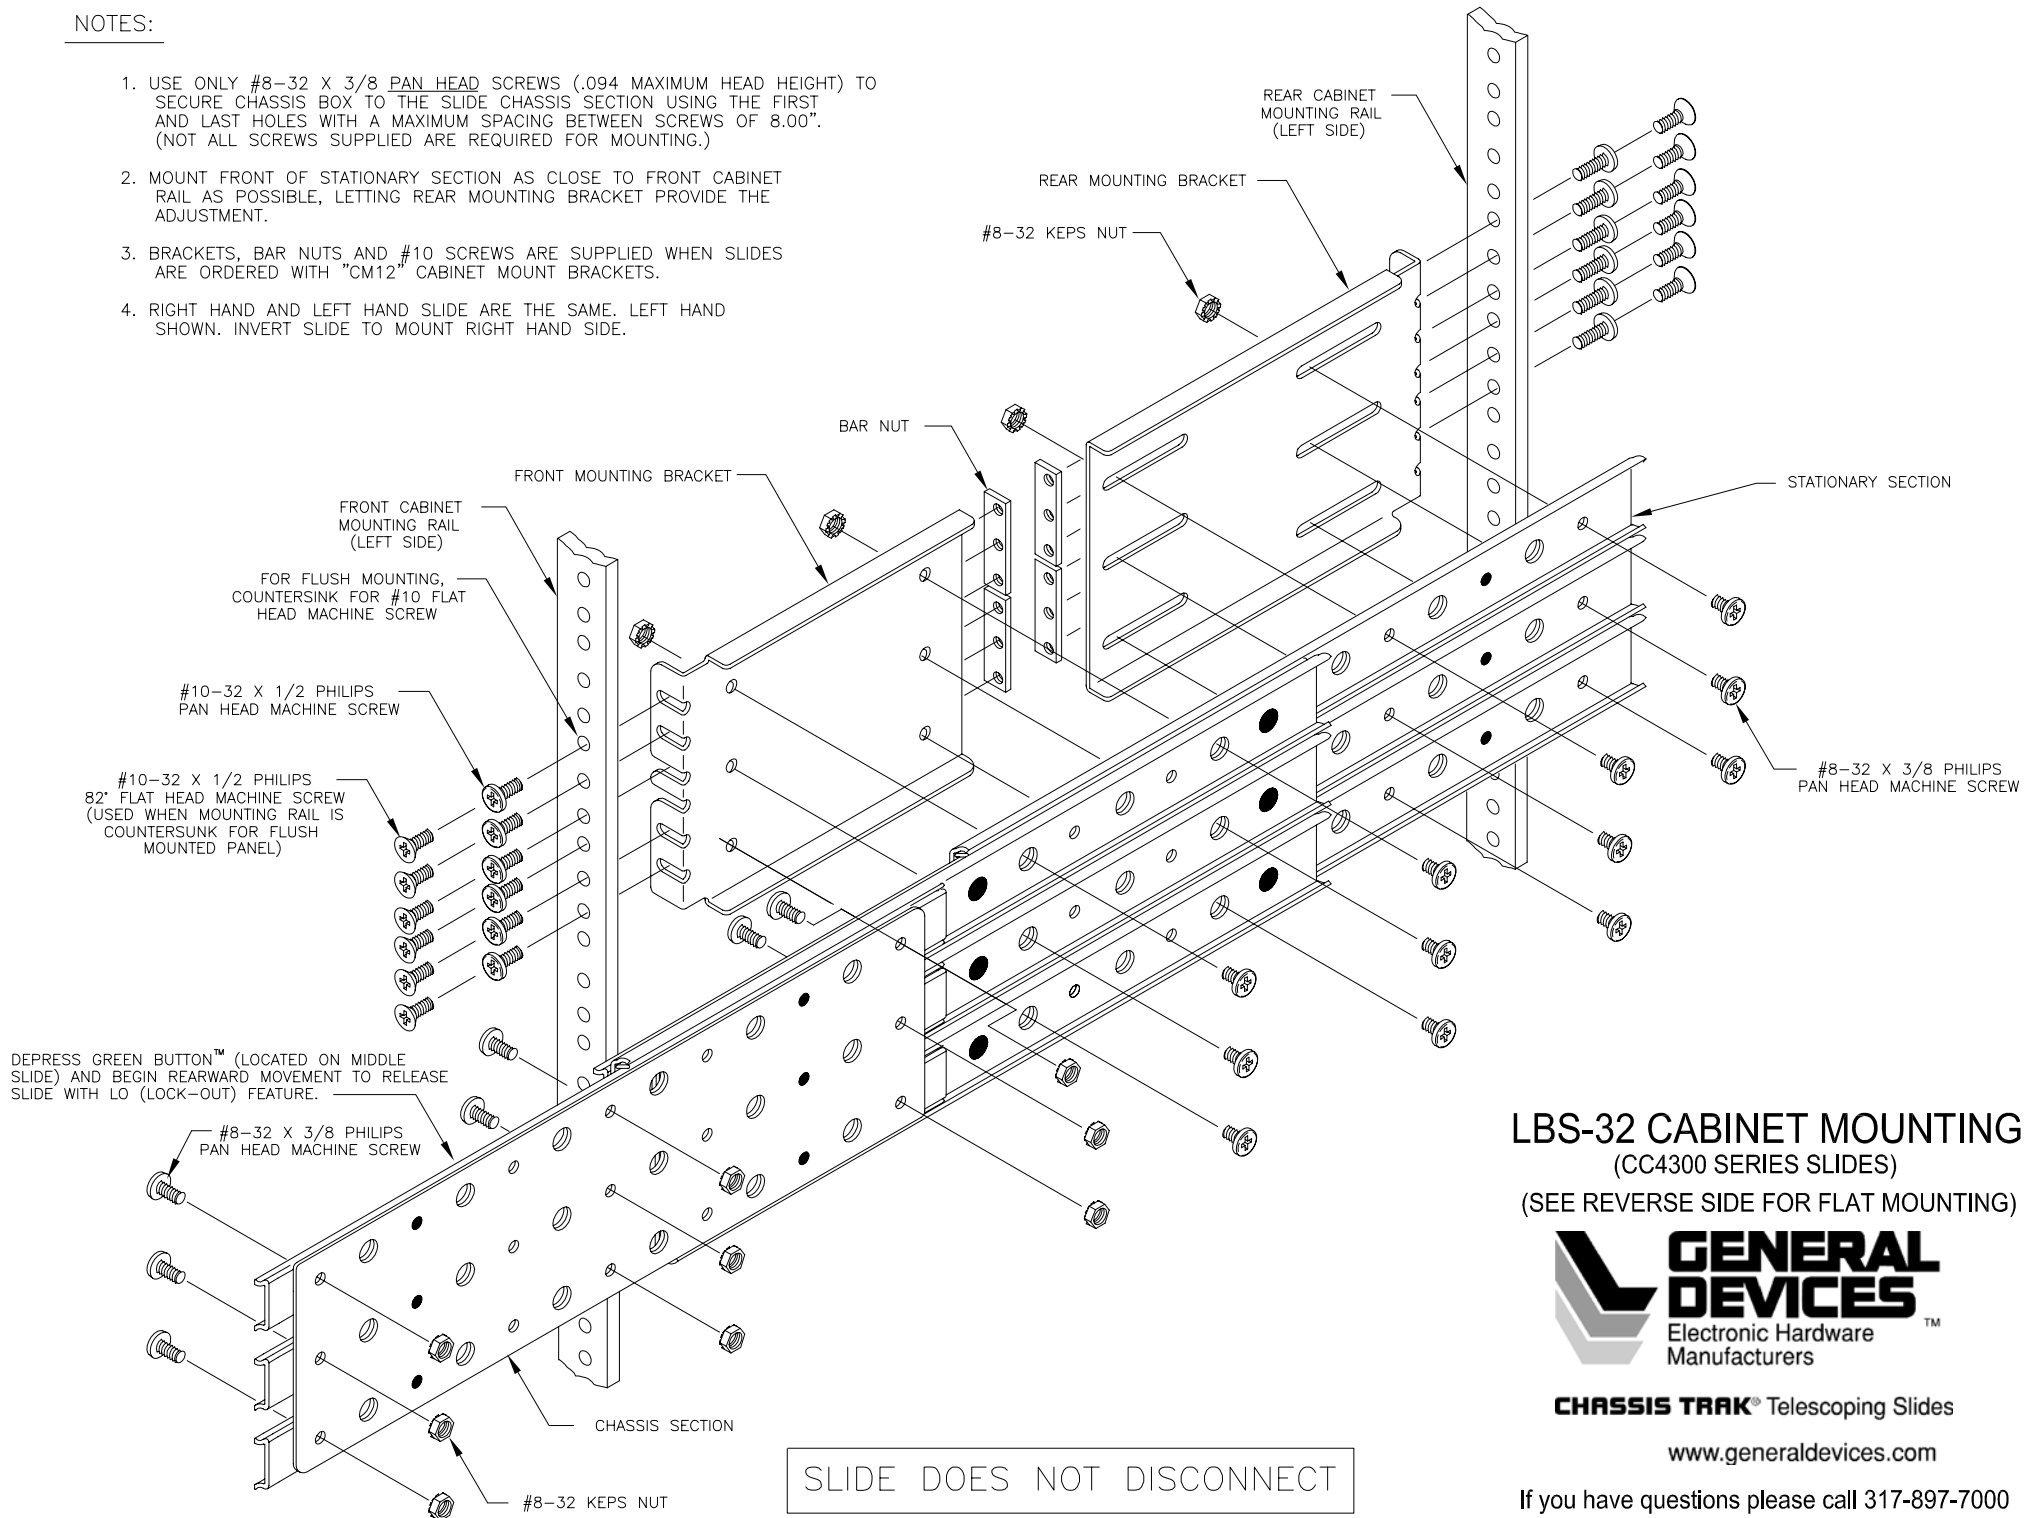 NOTES:
1. USE ONLY #8-32 X 3/8 PAN HEAD SCREWS (.094 MAXIMUM HEAD HEIGHT) TO
SECURE CHASSIS BOX TO THE SLIDE CHASSIS SECTION USING THE FIRST
AND LAST HOLES WITH A MAXIMUM SPACING BETWEEN SCREWS OF 8.00".
(NOT ALL SCREWS SUPPLIED ARE REQUIRED FOR MOUNTING.)
2. MOUNT FRONT OF STATIONARY SECTION AS CLOSE TO FRONT CABINET
RAIL AS POSSIBLE, LETTING REAR MOUNTING BRACKET PROVIDE THE
ADJUSTMENT.
3. BRACKETS, BAR NUTS AND #10 SCREWS ARE SUPPLIED WHEN SLIDES
ARE ORDERED WITH "CM12" CABINET MOUNT BRACKETS.
4. RIGHT HAND AND LEFT HAND SLIDE ARE THE SAME. LEFT HAND
SHOWN. INVERT SLIDE TO MOUNT RIGHT HAND SIDE.
REAR CABINET
MOUNTING RAIL
(LEFT SIDE)
REAR MOUNTING BRACKET
#8-32 KEPS NUT
BAR NUT
FRONT MOUNTING BRACKET
STATIONARY SECTION
FRONT CABINET
MOUNTING RAIL
(LEFT SIDE)
FOR FLUSH MOUNTING,
COUNTERSINK FOR #10 FLAT
HEAD MACHINE SCREW
#10-32 X 1/2 PHILIPS
PAN HEAD MACHINE SCREW
#10-32 X 1/2 PHILIPS
82° FLAT HEAD MACHINE SCREW
(USED WHEN MOUNTING RAIL IS
COUNTERSUNK FOR FLUSH
MOUNTED PANEL)
#8-32 X 3/8 PHILIPS
PAN HEAD MACHINE SCREW
DEPRESS GREEN BUTTON™ (LOCATED ON MIDDLE
SLIDE) AND BEGIN REARWARD MOVEMENT TO RELEASE
SLIDE WITH LO (LOCK-OUT) FEATURE.
#8-32 X 3/8 PHILIPS
PAN HEAD MACHINE SCREW
CHASSIS SECTION
#8-32 KEPS NUT
SLIDE DOES NOT DISCONNECT
LBS-32 CABINET MOUNTING
(CC4300 SERIES SLIDES)
(SEE REVERSE SIDE FOR FLAT MOUNTING)
GENERAL
DEVICES ™
Electronic Hardware
Manufacturers
CHASSIS TRAK® Telescoping Slides
www.generaldevices.com
If you have questions please call 317-897-7000